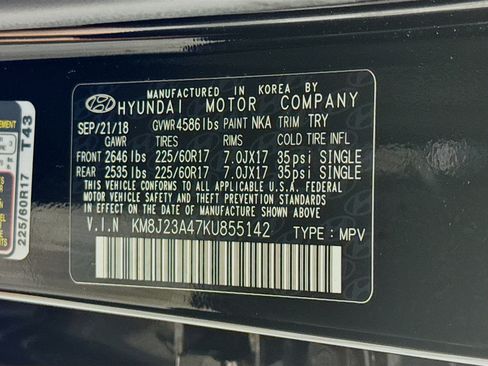 MANUFACTURED IN KOREA BY
HYUNDAI MOTOR COMPANY
SEP/21/18 GVWR4586lbs PAINT NKA TRIM TRY
GAWR TIRES RIMS COLD TIRE INFL
FRONT 2646lbs 225/60R17 7.0JX17 35psi SINGLE
REAR 2535lbs 225/60R17 7.0JX17 35psi SINGLE
THIS VEHICLE CONFORMS TO ALL APPLICABLE U.S.A. FEDERAL
MOTOR VEHICLE SAFETY AND THEFT PREVENTION STANDARDS
IN EFFECT ON THE DATE OF MANUFACTURE SHOWN ABOVE.
V.I.N KM8J23A47KU855142 TYPE: MPV
225/60R17 T43